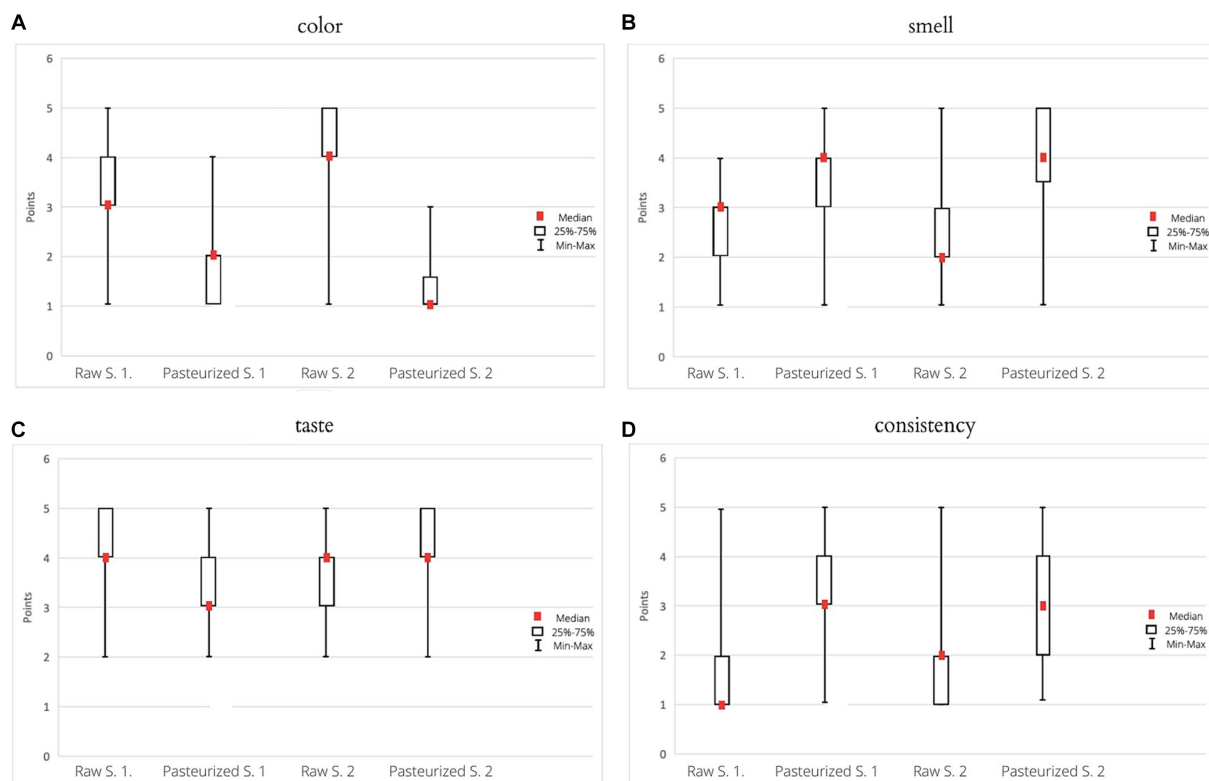 A
color
6
5
4
3
2
1
0
Points
Median
25%-75%
Min-Max
Raw S. 1.
Pasteurized S. 1
Raw S. 2
Pasteurized S. 2
B
smell
6
5
4
3
2
1
0
Points
Median
25%-75%
Min-Max
Raw S. 1.
Pasteurized S. 1
Raw S. 2
Pasteurized S. 2
C
taste
6
5
4
3
2
1
0
Points
Median
25%-75%
Min-Max
Raw S. 1.
Pasteurized S. 1
Raw S. 2
Pasteurized S. 2
D
consistency
6
5
4
3
2
1
0
Points
Median
25%-75%
Min-Max
Raw S. 1.
Pasteurized S. 1
Raw S. 2
Pasteurized S. 2